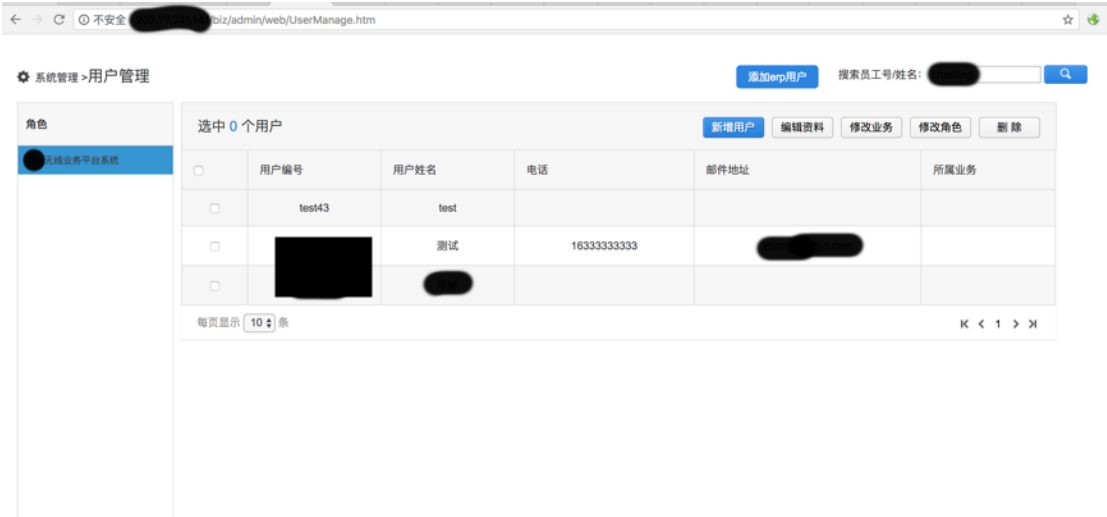 不安全 /biz/admin/web/UserManage.htm
系统管理 >用户管理
添加erp用户
搜索员工号/姓名:
角色
无线业务平台系统
选中 0 个用户
新增用户 编辑资料 修改业务 修改角色 删 除
用户编号 用户姓名 电话 邮件地址 所属业务
test43 test
测试 16333333333
每页显示 10 条
1